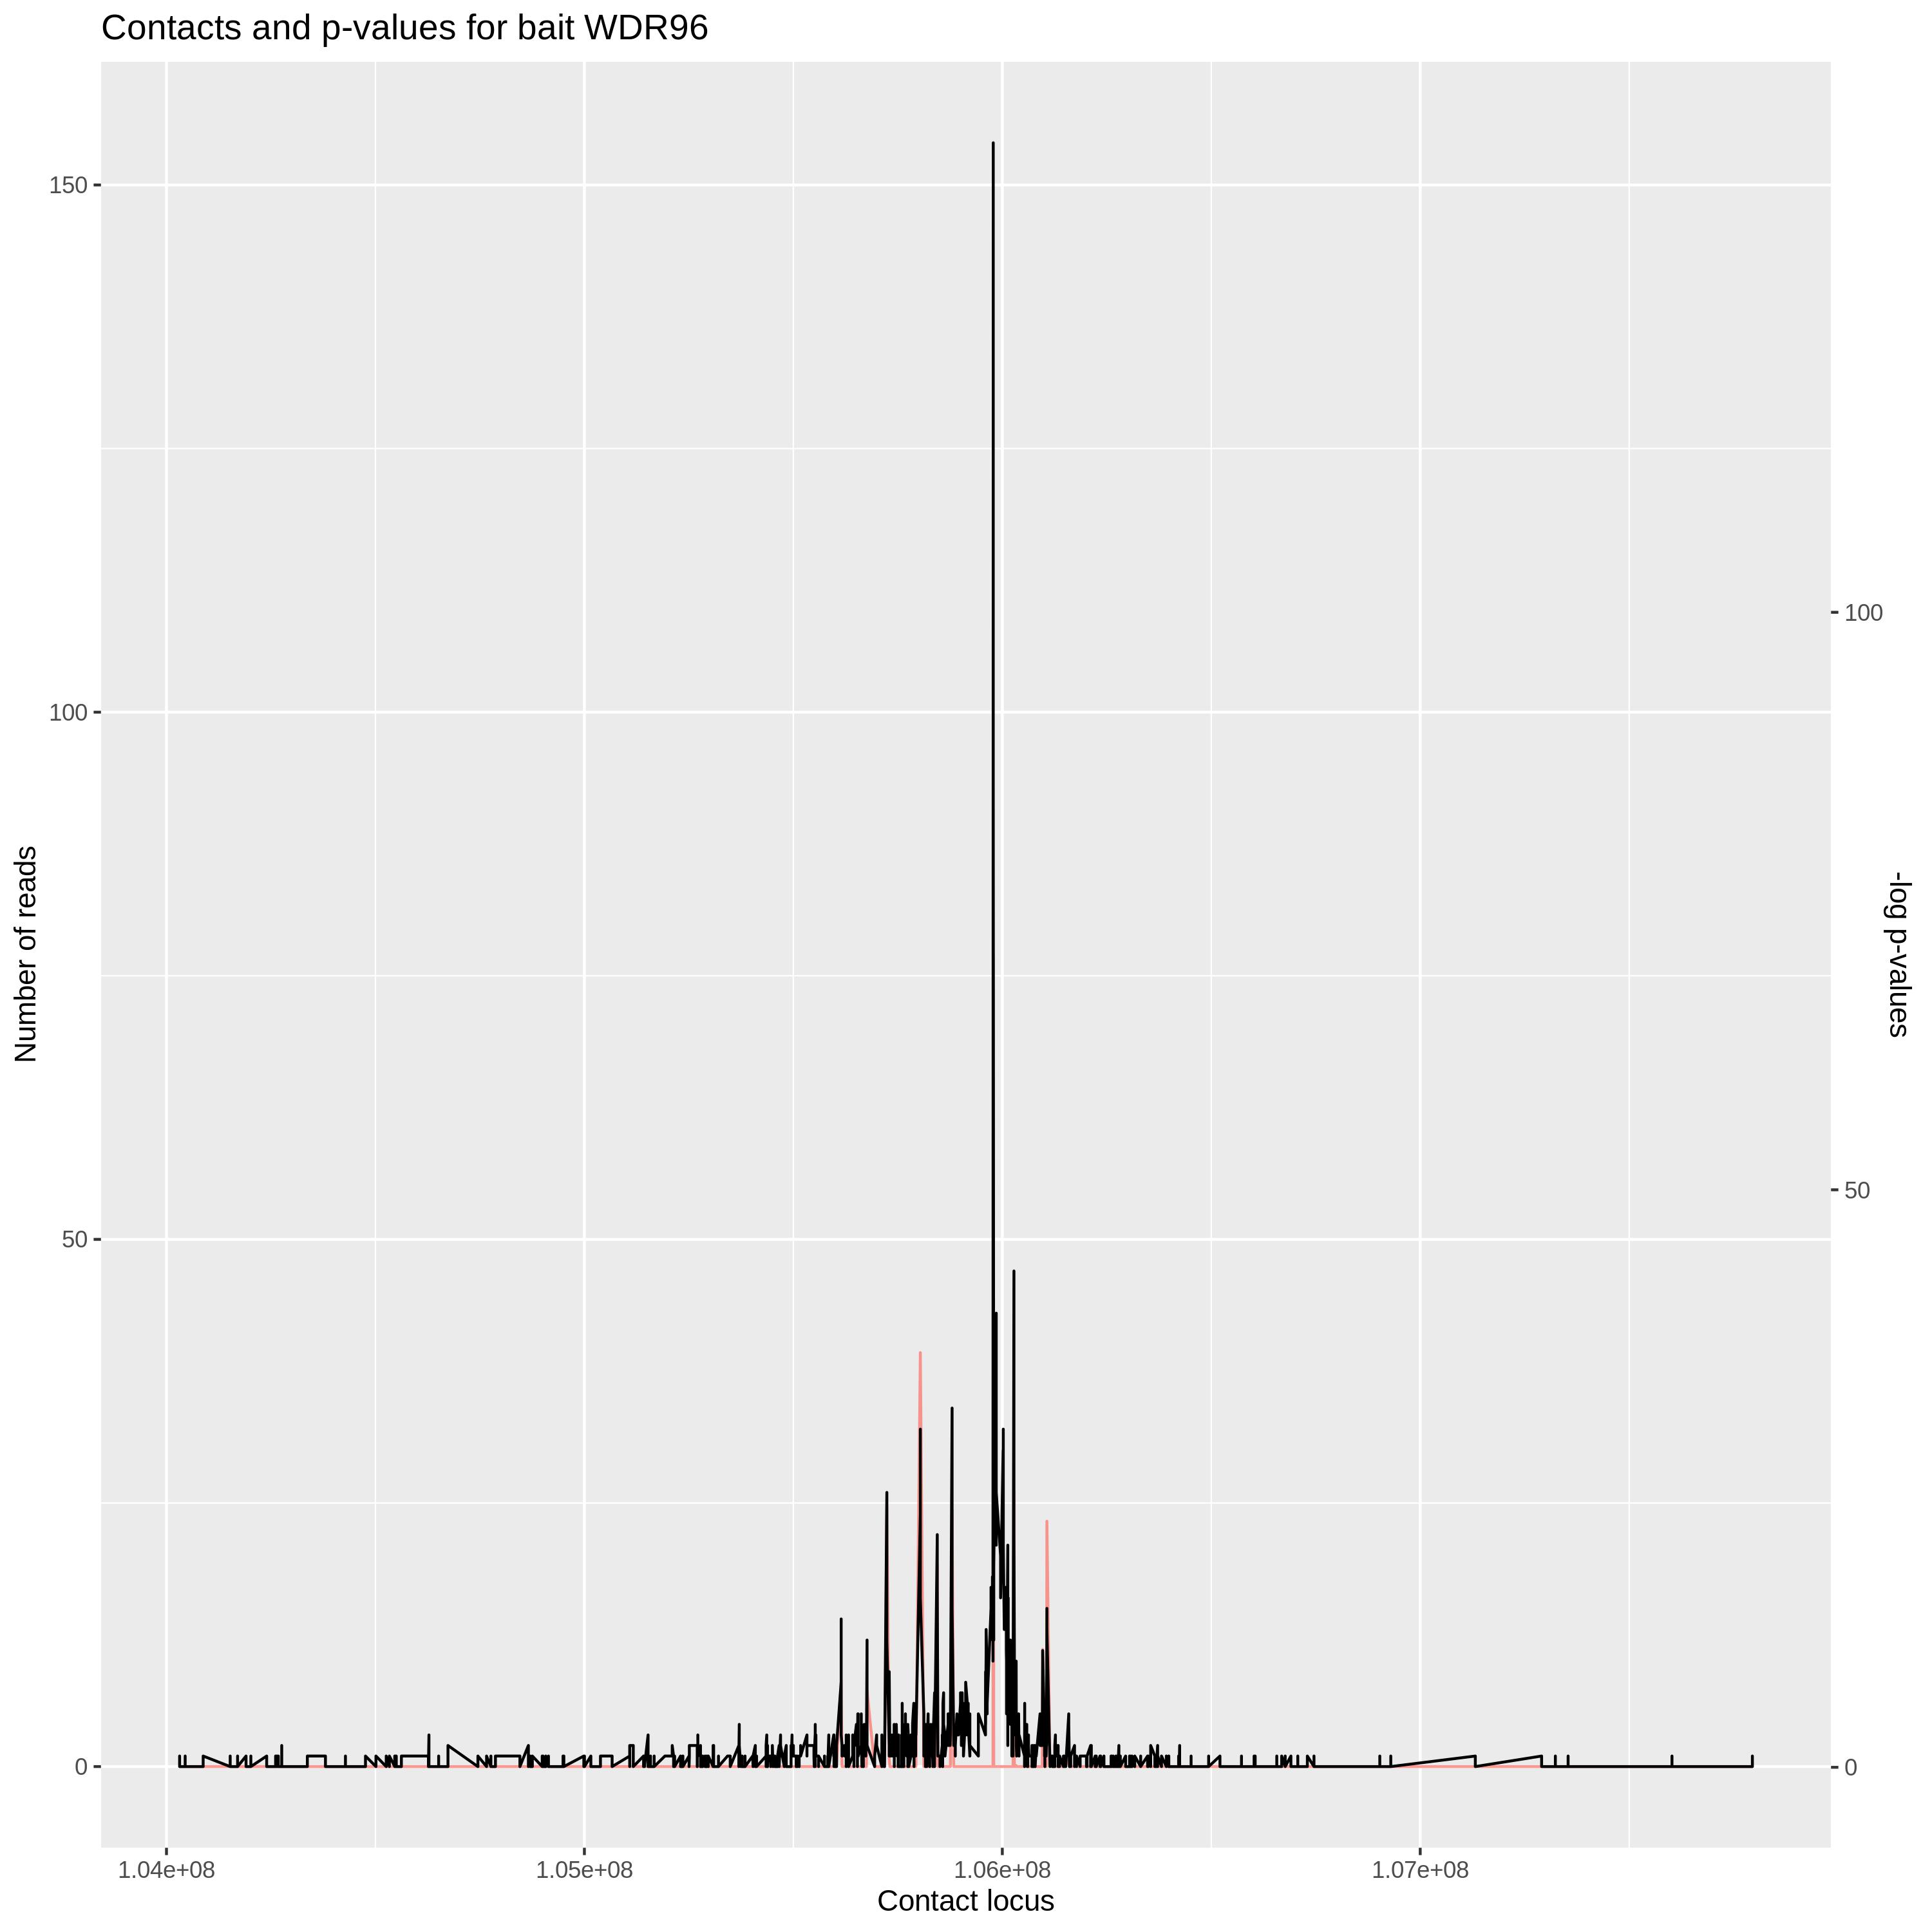 Contacts and p-values for bait WDR96
150
100
50
0
Number of reads
100
50
0
-log p-values
1.04e+08
1.05e+08
1.06e+08
1.07e+08
Contact locus